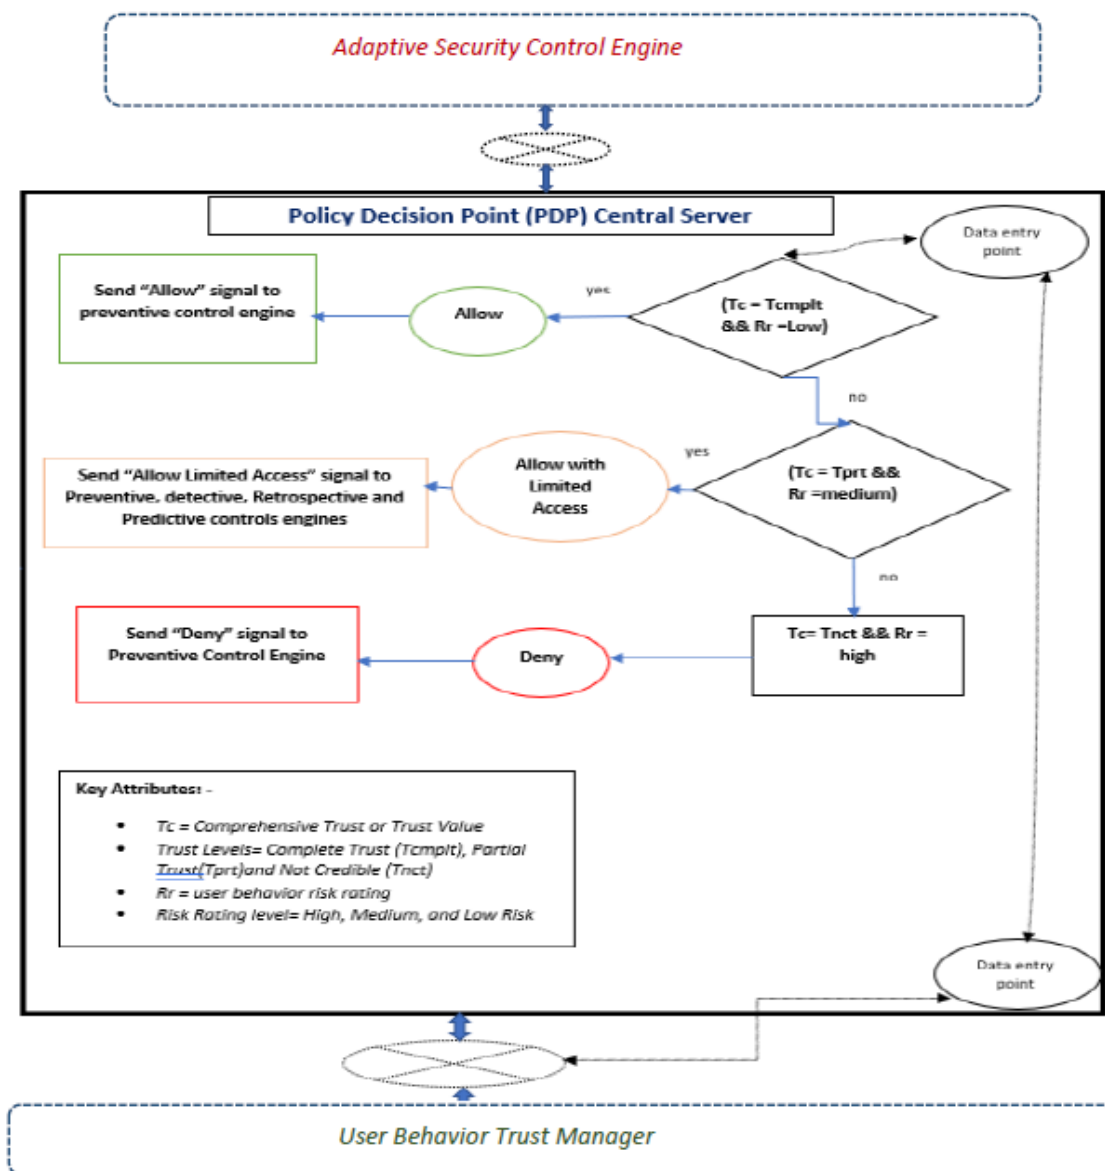 Adaptive Security Control Engine
Policy Decision Point (PDP) Central Server
Data entry
point
Send “Allow” signal to
preventive control engine
Allow
yes
(Tc = Tcmplt
&& Rr =Low)
no
Send “Allow Limited Access” signal to
Preventive, detective, Retrospective and
Predictive controls engines
Allow with
Limited
Access
yes
(Tc = Tprt &&
Rr =medium)
no
Send “Deny” signal to
Preventive Control Engine
Deny
Tc= Tnct && Rr =
high
Key Attributes: -
• Tc = Comprehensive Trust or Trust Value
• Trust Levels= Complete Trust (Tcmplt), Partial
Trust(Tprt)and Not Credible (Tnct)
• Rr = user behavior risk rating
• Risk Rating level= High, Medium, and Low Risk
Data entry
point
User Behavior Trust Manager